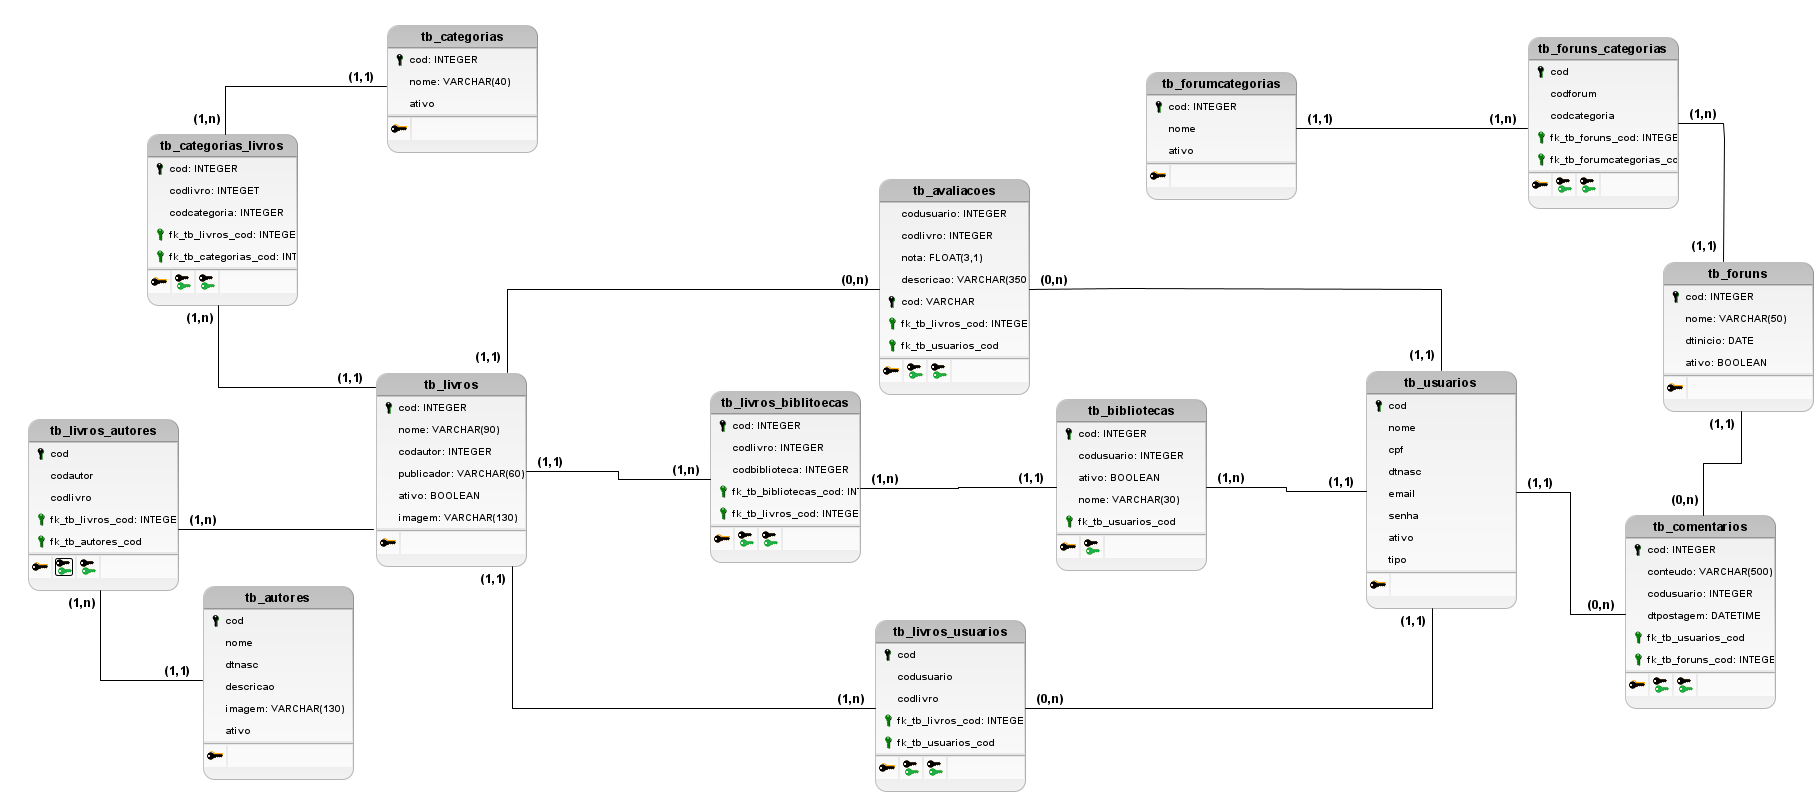 tb_categorias
cod: INTEGER
nome: VARCHAR(40)
ativo
(1,1)
(1,n)
tb_categorias_livros
cod: INTEGER
codlivro: INTEGET
codcategoria: INTEGER
fk_tb_livros_cod: INTEGE
fk_tb_categorias_cod: INT
(1,n)
(1,1)
tb_forumcategorias
cod: INTEGER
nome
ativo
(1,1)
(1,n)
tb_foruns_categorias
cod
codforum
codcategoria
fk_tb_foruns_cod: INTEGE
fk_tb_forumcategorias_co
(1,n)
(1,1)
tb_avaliacoes
codusuario: INTEGER
codlivro: INTEGER
nota: FLOAT(3,1)
descricao: VARCHAR(350
cod: VARCHAR
fk_tb_livros_cod: INTEGE
fk_tb_usuarios_cod
(0,n)
(0,n)
(1,1)
(1,1)
tb_foruns
cod: INTEGER
nome: VARCHAR(50)
dtinicio: DATE
ativo: BOOLEAN
(1,1)
(0,n)
tb_livros
cod: INTEGER
nome: VARCHAR(90)
codautor: INTEGER
publicador: VARCHAR(60)
ativo: BOOLEAN
imagem: VARCHAR(130)
(1,1)
(1,n)
tb_livros_biblitoecas
cod: INTEGER
codlivro: INTEGER
codbiblioteca: INTEGER
fk_tb_bibliotecas_cod: IN
fk_tb_livros_cod: INTEGE
(1,n)
(1,1)
tb_bibliotecas
cod: INTEGER
codusuario: INTEGER
ativo: BOOLEAN
nome: VARCHAR(30)
fk_tb_usuarios_cod
(1,n)
(1,1)
tb_usuarios
cod
nome
cpf
dtnasc
email
senha
ativo
tipo
(1,1)
(0,n)
tb_livros_autores
cod
codautor
codlivro
fk_tb_livros_cod: INTEGE
fk_tb_autores_cod
(1,n)
(1,n)
(1,1)
tb_autores
cod
nome
dtnasc
descricao
imagem: VARCHAR(130)
ativo
tb_comentarios
cod: INTEGER
conteudo: VARCHAR(500)
codusuario: INTEGER
dtpostagem: DATETIME
fk_tb_usuarios_cod
fk_tb_foruns_cod: INTEGE
(1,1)
(1,n)
tb_livros_usuarios
cod
codusuario
codlivro
fk_tb_livros_cod: INTEGE
fk_tb_usuarios_cod
(0,n)
(1,1)